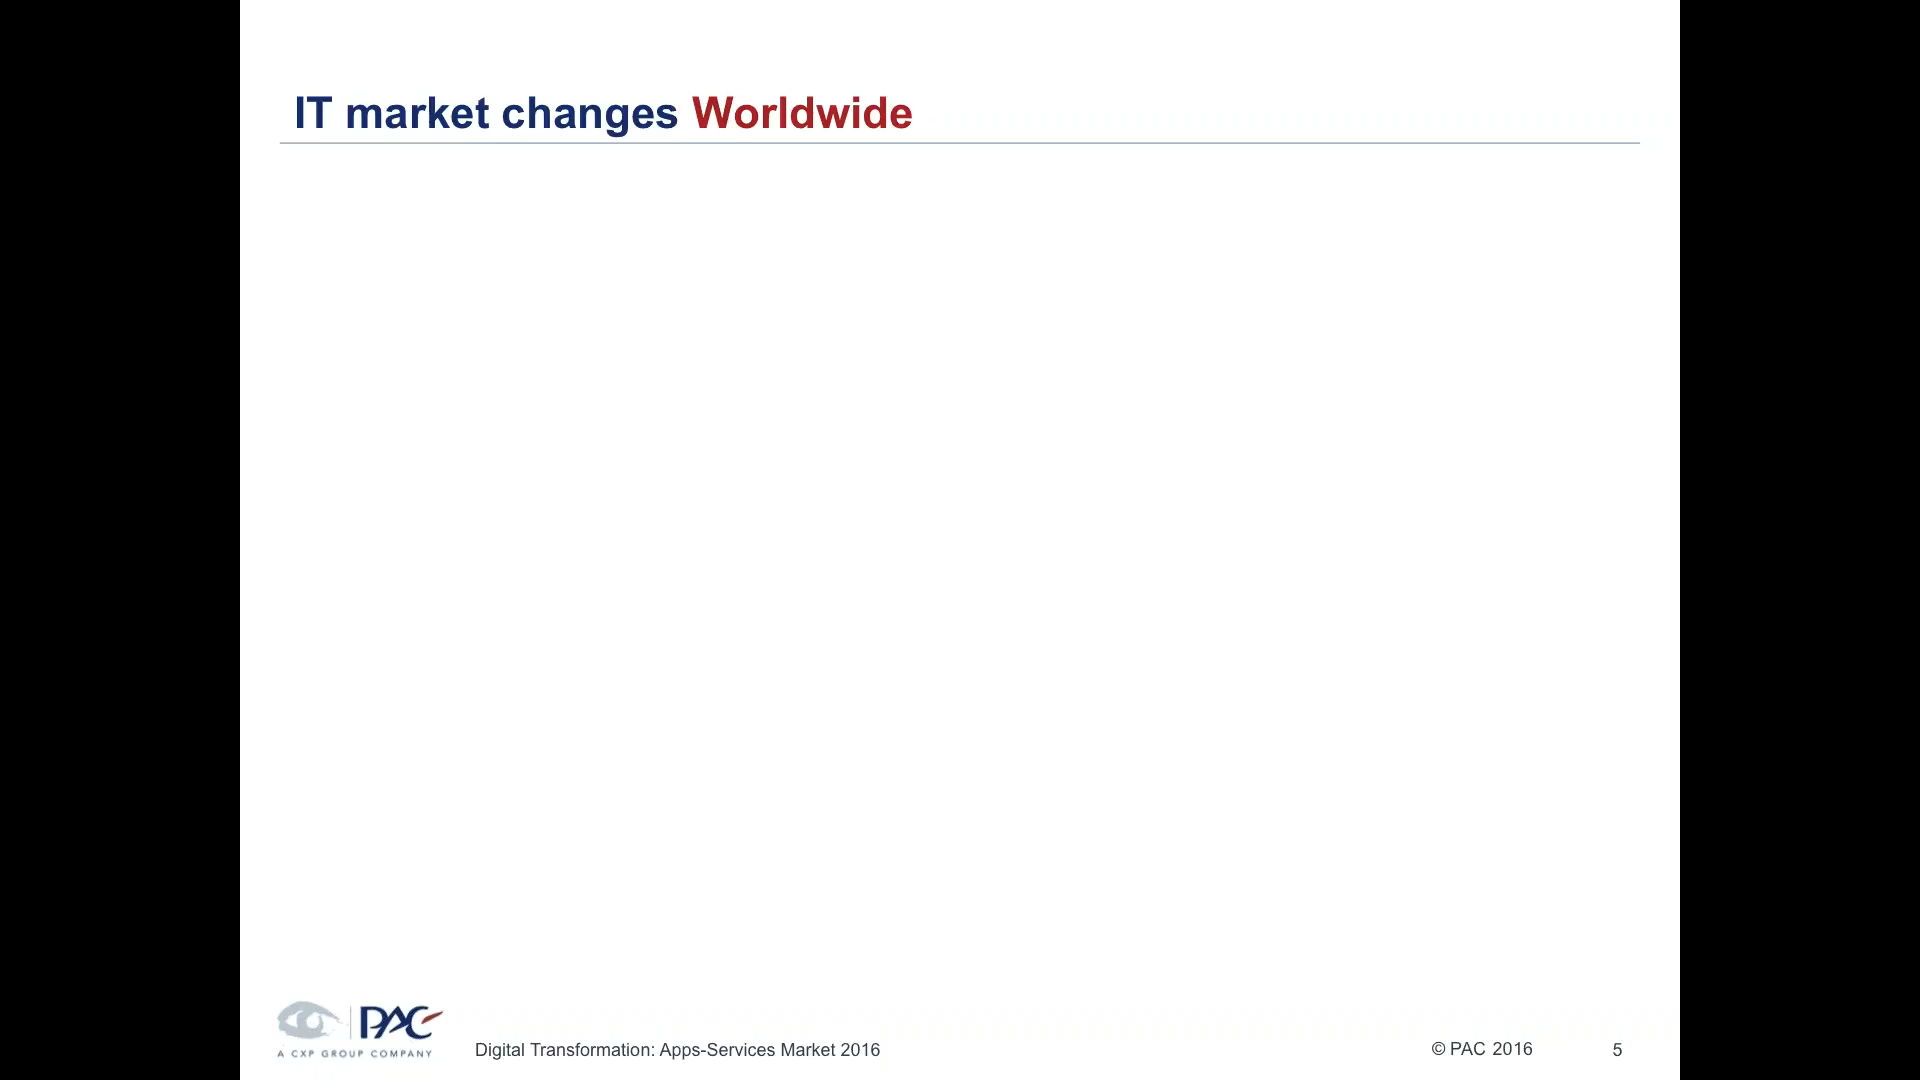 IT market changes Worldwide
PAC
A CXP GROUP COMPANY
Digital Transformation: Apps-Services Market 2016
© PAC 2016
5